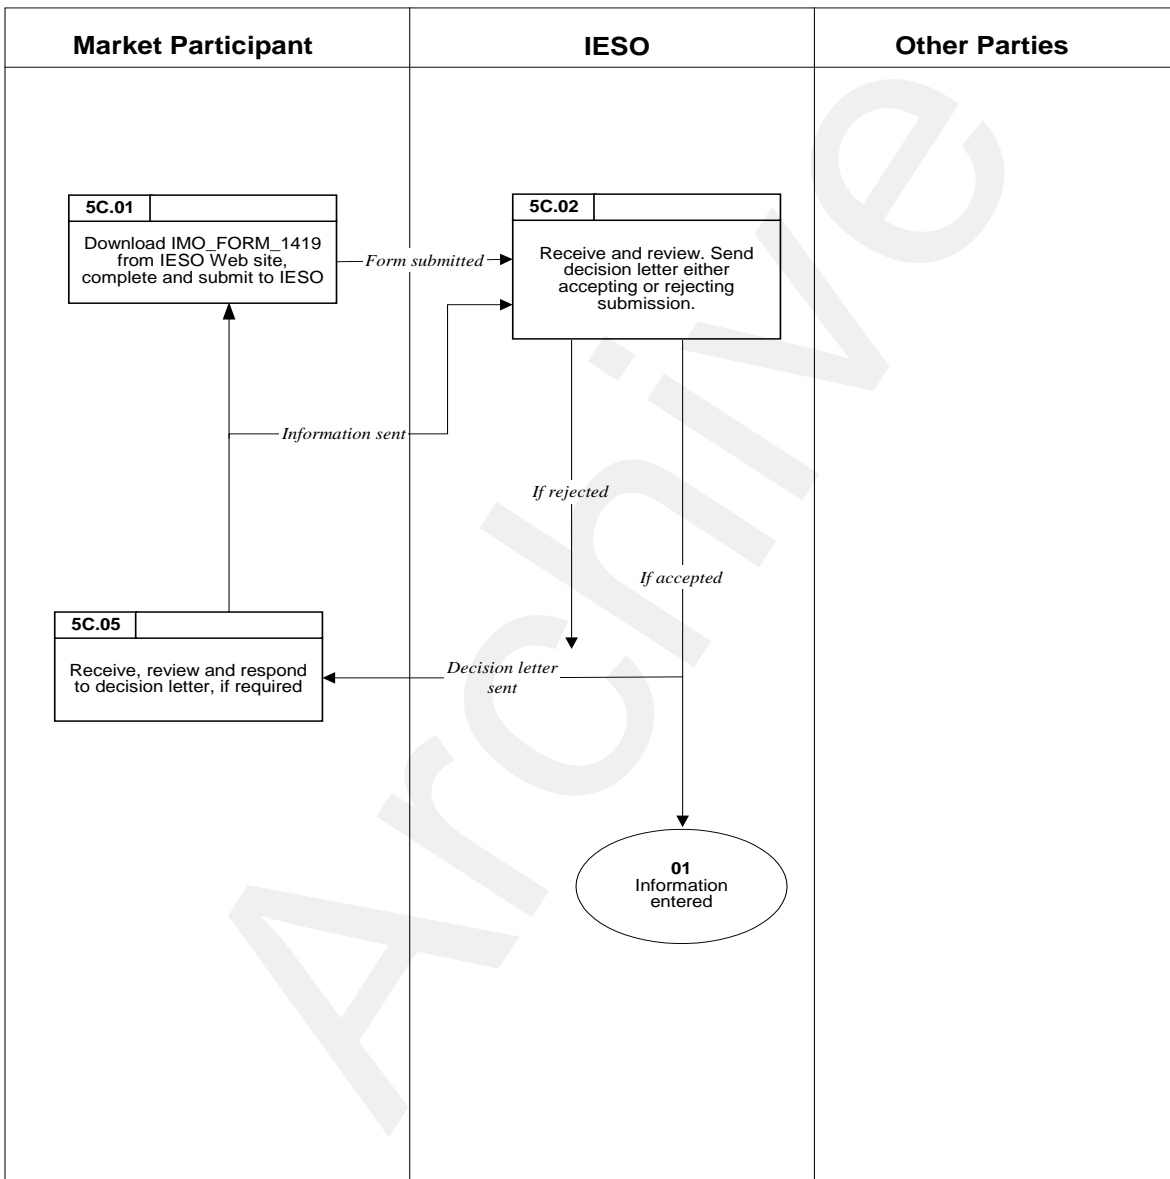 Market Participant
IESO
Other Parties
5C.01
Download IMO_FORM_1419
from IESO Web site,
complete and submit to IESO
Form submitted
5C.02
Receive and review. Send
decision letter either
accepting or rejecting
submission.
Information sent
If rejected
If accepted
5C.05
Receive, review and respond
to decision letter, if required
Decision letter
sent
01
Information
entered
Archive